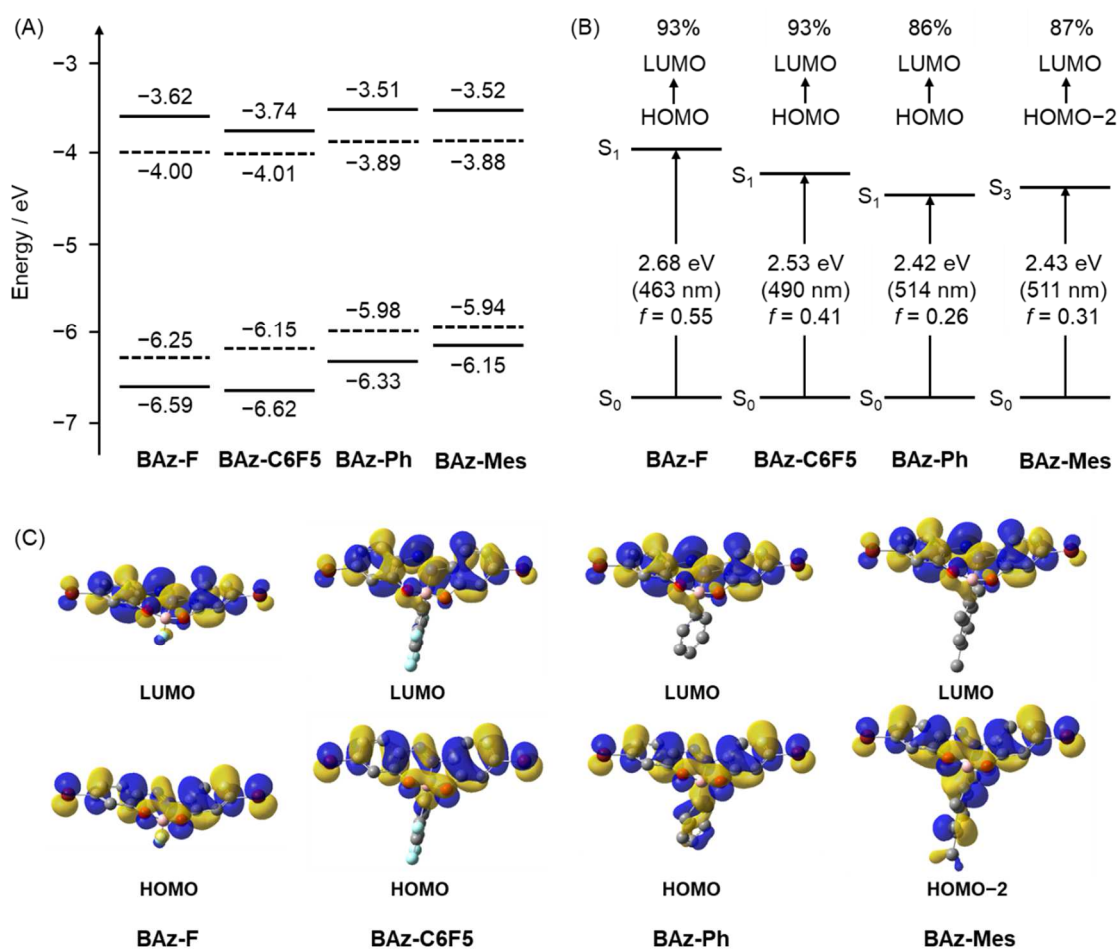 (A)
Energy / eV
−3
−4
−5
−6
−7
−3.62
−4.00
−6.25
−6.59
−3.74
−4.01
−6.15
−6.62
−3.51
−3.89
−5.98
−6.33
−3.52
−3.88
−5.94
−6.15
BAz-F BAz-C6F5 BAz-Ph BAz-Mes
(B)
93% 93% 86% 87%
LUMO LUMO LUMO LUMO
HOMO HOMO HOMO HOMO−2
S1 S1 S1 S3
2.68 eV 2.53 eV 2.42 eV 2.43 eV
(463 nm) (490 nm) (514 nm) (511 nm)
f = 0.55 f = 0.41 f = 0.26 f = 0.31
S0 S0 S0 S0
BAz-F BAz-C6F5 BAz-Ph BAz-Mes
(C)
LUMO LUMO LUMO LUMO
HOMO HOMO HOMO HOMO−2
BAz-F BAz-C6F5 BAz-Ph BAz-Mes